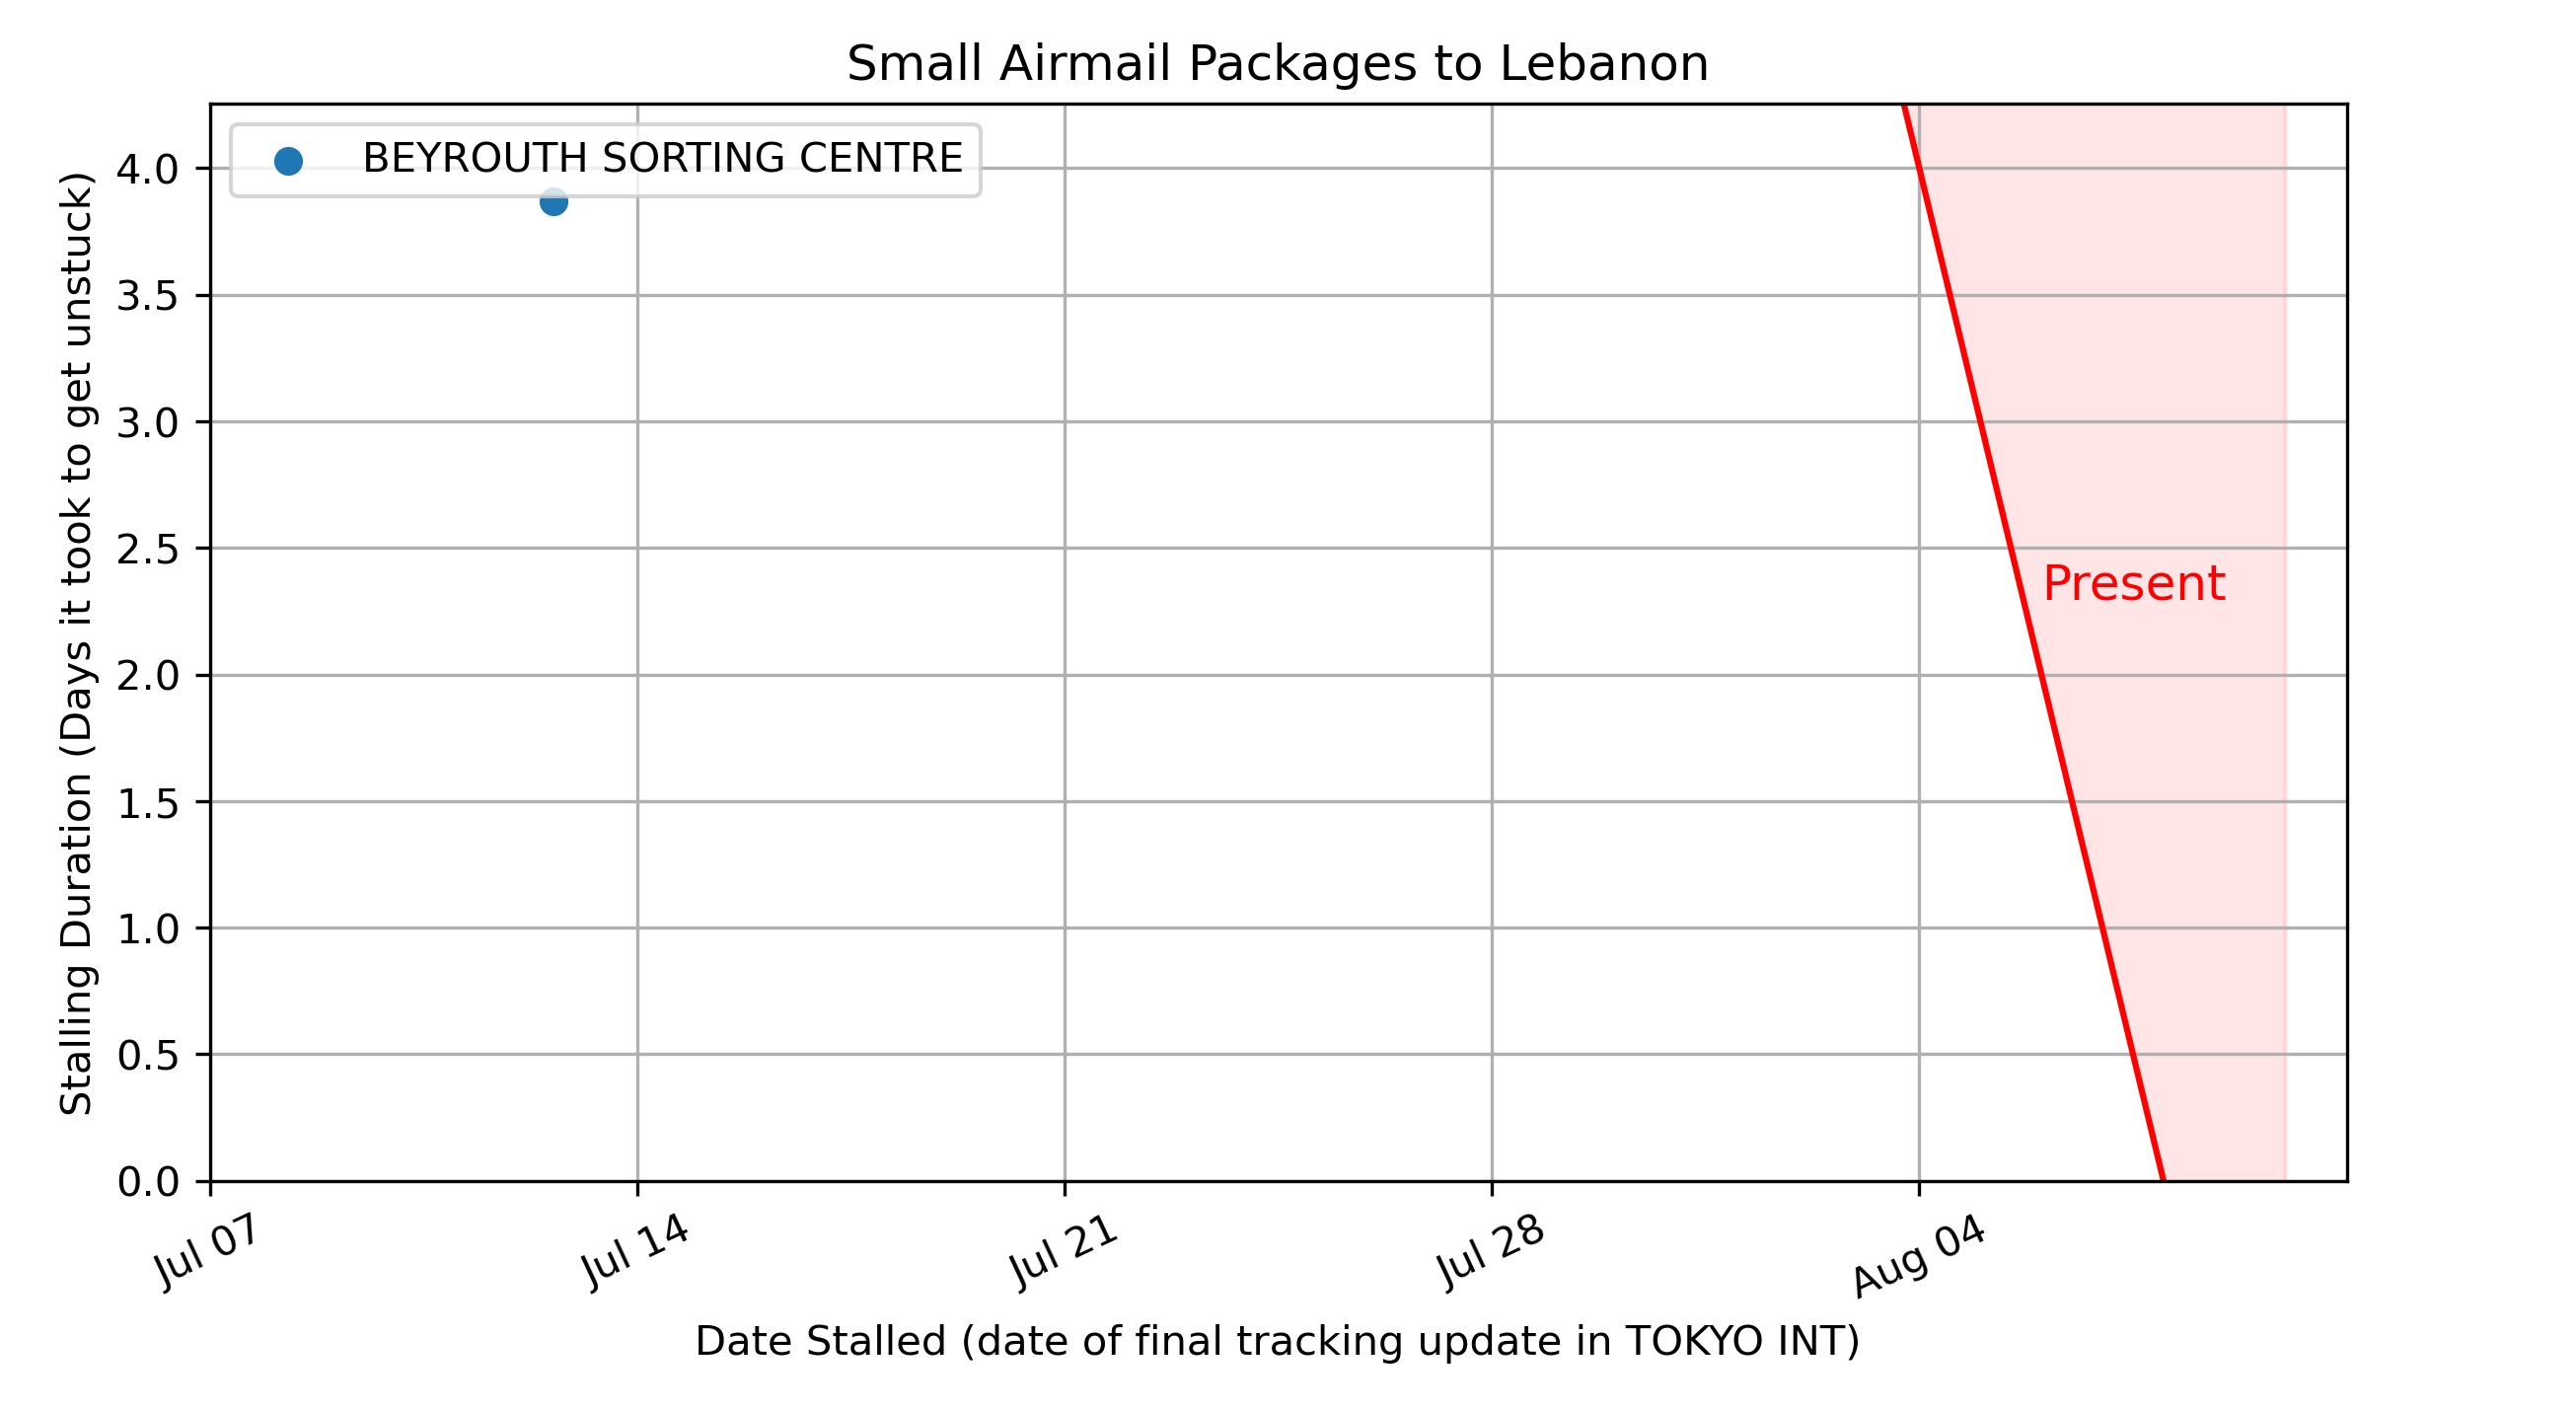 Small Airmail Packages to Lebanon
BEYROUTH SORTING CENTRE
Stalling Duration (Days it took to get unstuck)
4.0
3.5
3.0
2.5
2.0
1.5
1.0
0.5
0.0
Present
Jul 07
Jul 14
Jul 21
Jul 28
Aug 04
Date Stalled (date of final tracking update in TOKYO INT)